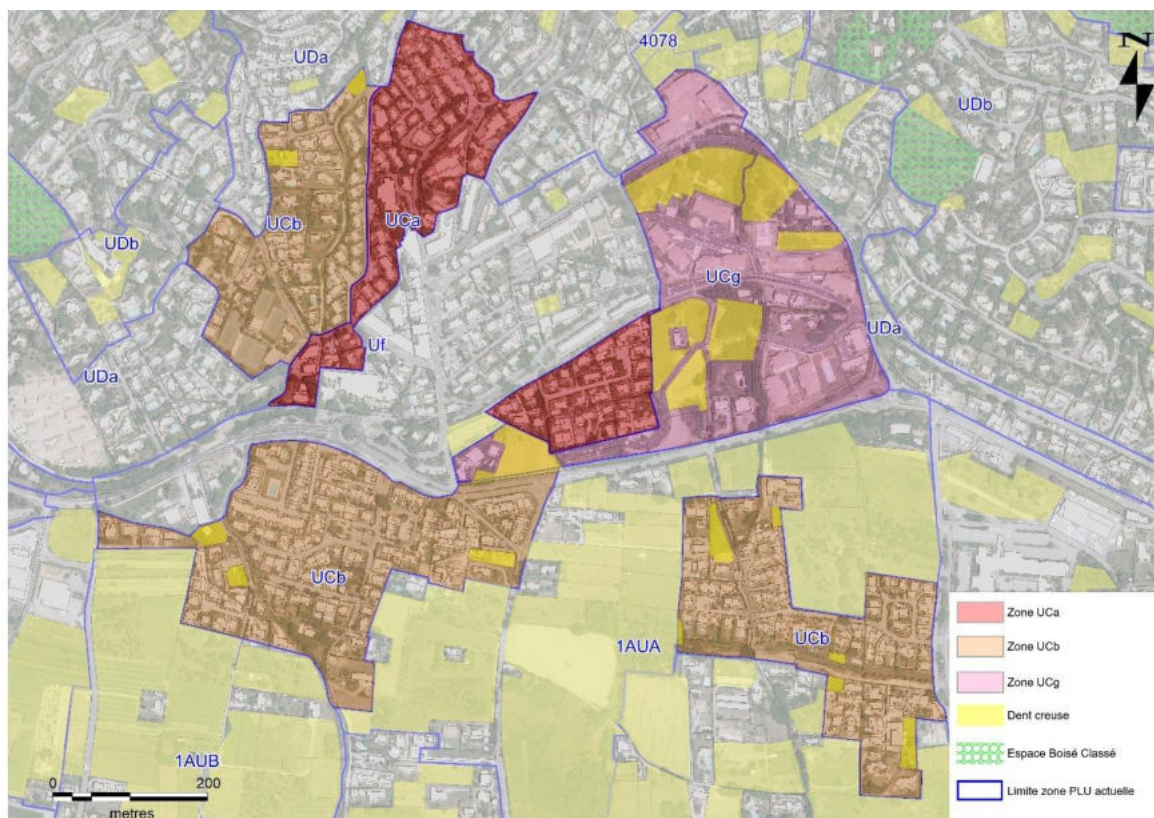 4078
N
UDa
UDb
UCb
UCa
UDb
UCg
Uf
UDa
UDa
UCb
1AUA
UCb
1AUB
0 200
metres
Zone UCa
Zone UCb
Zone UCg
Dent creuse
Espace Boisé Classé
Limite zone PLU actuelle